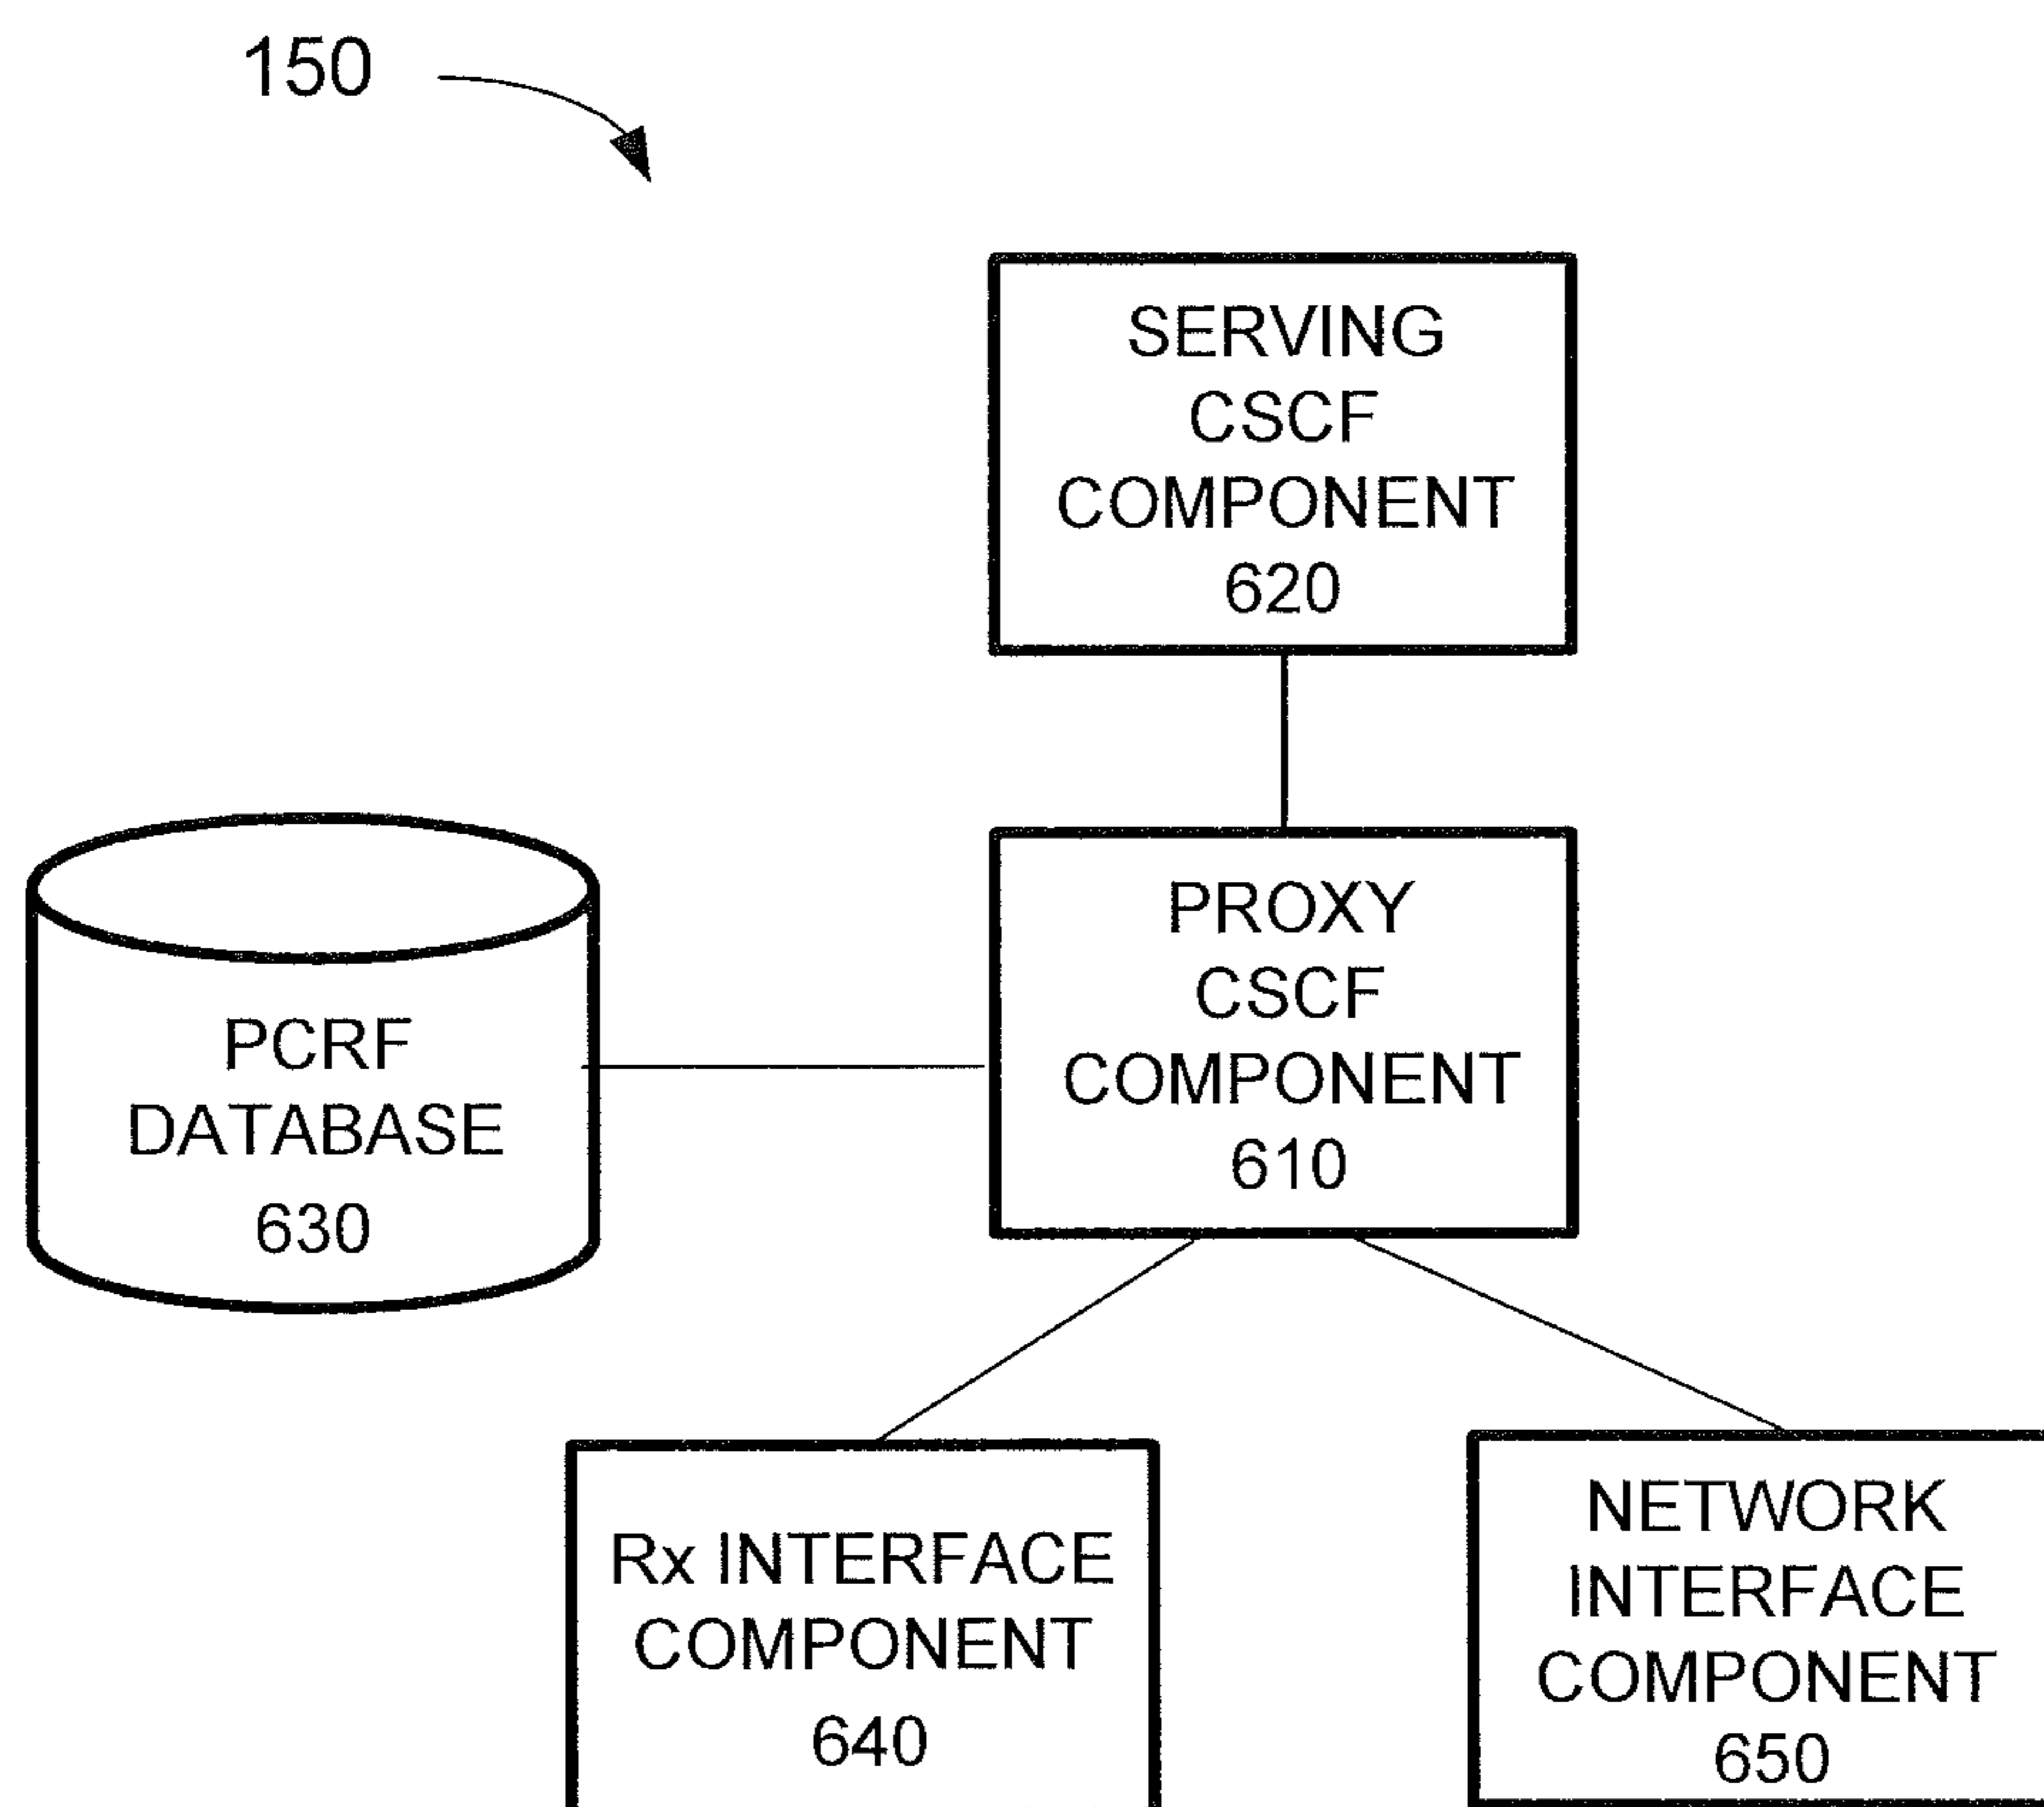 150
SERVING
CSCF
COMPONENT
620
PROXY
CSCF
COMPONENT
610
PCRF
DATABASE
630
Rx INTERFACE
COMPONENT
640
NETWORK
INTERFACE
COMPONENT
650